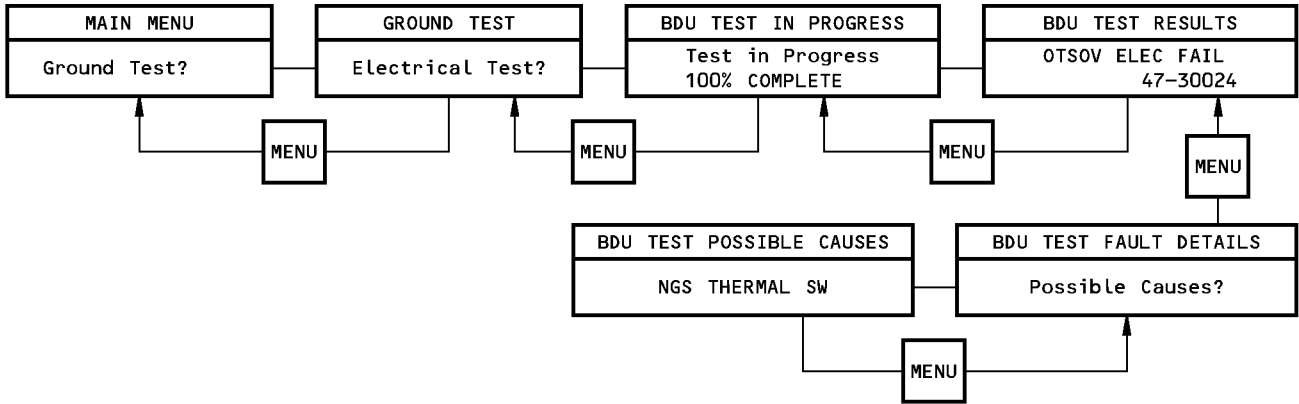 MAIN MENU
Ground Test?
GROUND TEST
Electrical Test?
BDU TEST IN PROGRESS
Test in Progress
100% COMPLETE
BDU TEST RESULTS
OTSOV ELEC FAIL
47-30024
MENU
MENU
MENU
MENU
BDU TEST POSSIBLE CAUSES
NGS THERMAL SW
BDU TEST FAULT DETAILS
Possible Causes?
MENU